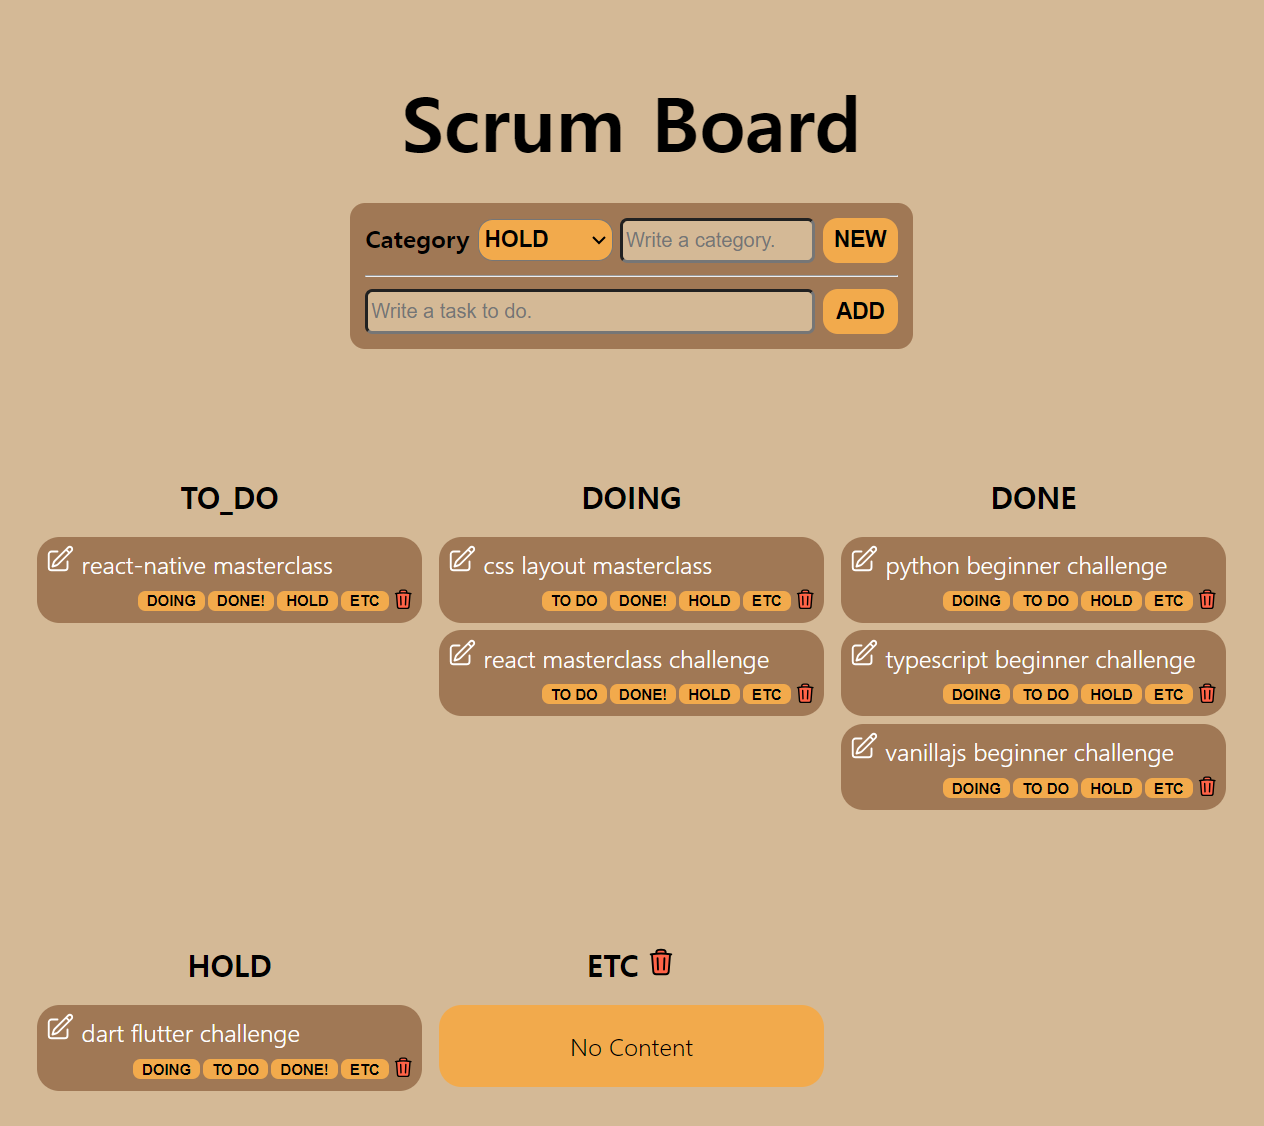 Scrum Board
Category HOLD Write a category. NEW
Write a task to do. ADD
TO_DO
react-native masterclass
DOING DONE! HOLD ETC
DOING
css layout masterclass
TO DO DONE! HOLD ETC
react masterclass challenge
TO DO DONE! HOLD ETC
DONE
python beginner challenge
DOING TO DO HOLD ETC
typescript beginner challenge
DOING TO DO HOLD ETC
vanillajs beginner challenge
DOING TO DO HOLD ETC
HOLD
dart flutter challenge
DOING TO DO DONE! ETC
ETC
No Content